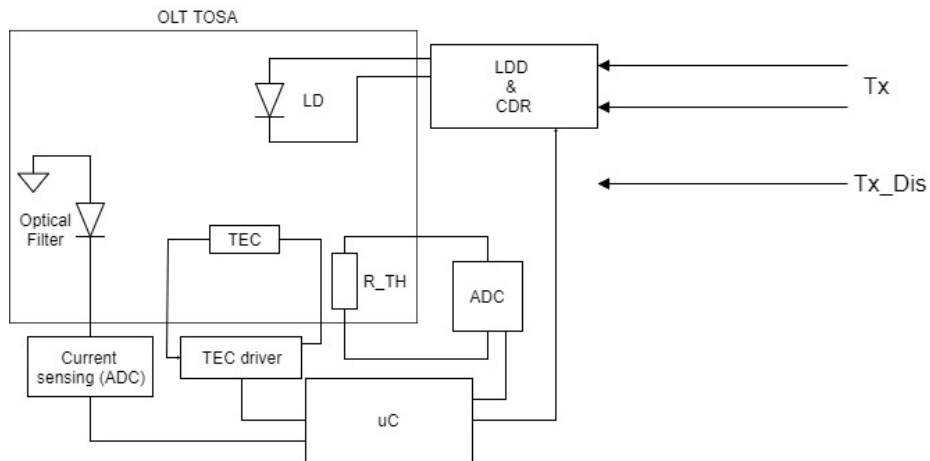 OLT TOSA
LDD
&
CDR
Tx
LD
Tx_Dis
Optical
Filter
TEC
R_TH
ADC
Current
sensing (ADC)
TEC driver
uC